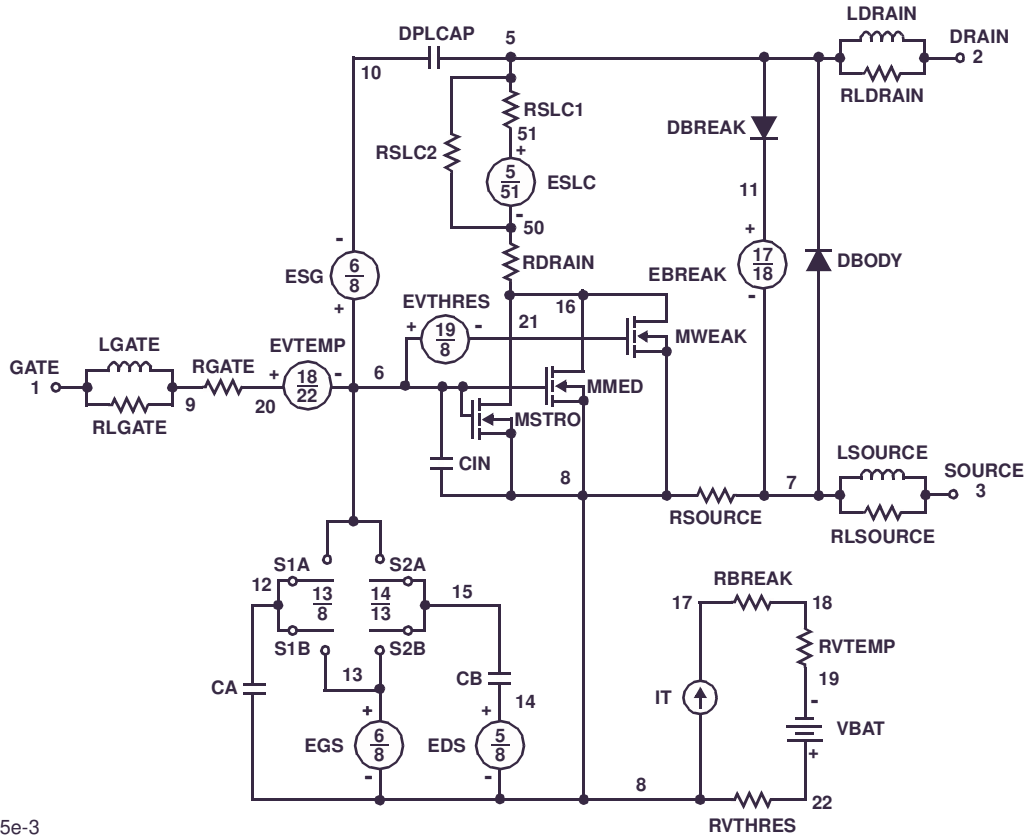 LDRAIN
DPLCAP
5
DRAIN
2
10
RLDRAIN
RSLC1
51
+
DBREAK
RSLC2
5
51
ESLC
11
-
50
+
-
RDRAIN
17
18
EBREAK
DBODY
ESG
6
8
+
EVTHRES
16
21
-
+
19
8
-
MWEAK
LGATE
EVTEMP
GATE
1
RGATE
+
18
22
-
6
MMED
9
20
MSTRO
RLGATE
LSOURCE
CIN
8
7
SOURCE
3
RSOURCE
RLSOURCE
S1A
S2A
RBREAK
12
13
8
14
13
15
17
18
S1B
S2B
RVTEMP
13
CB
19
CA
14
IT
-
+
+
VBAT
EGS
6
8
EDS
5
8
+
-
-
8
22
5e-3
RVTHRES